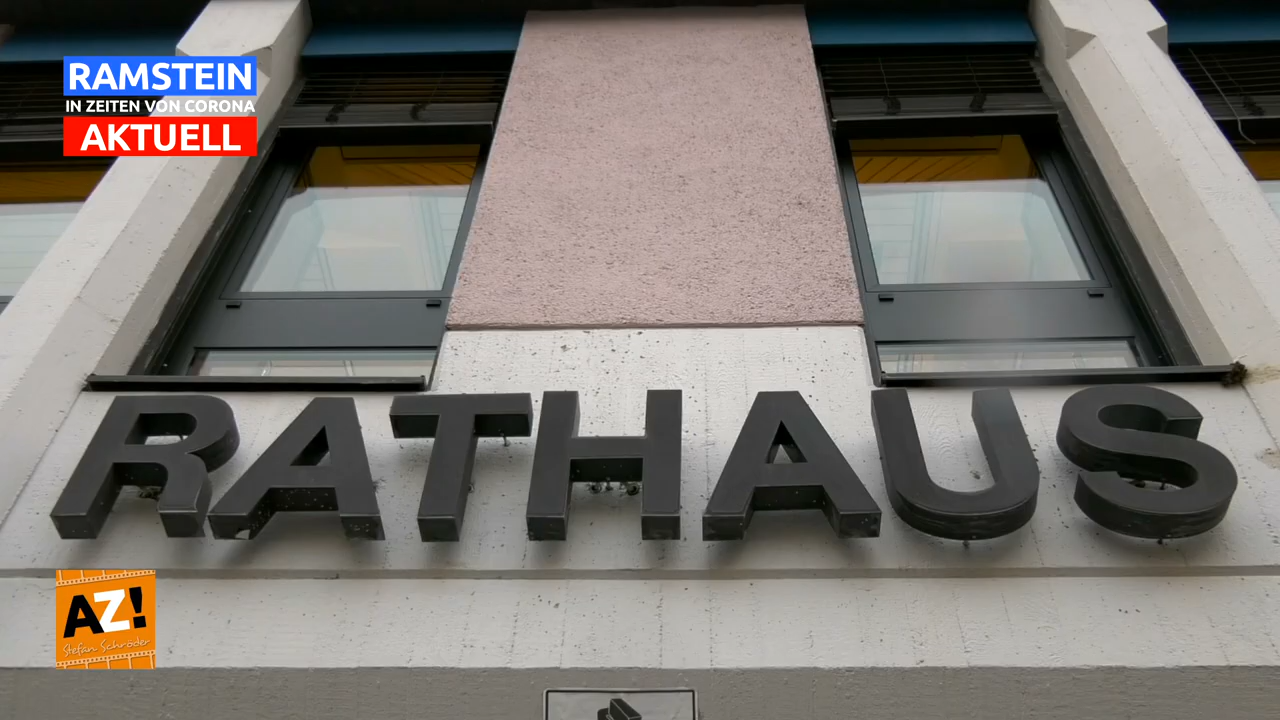 RAMSTEIN
IN ZEITEN VON CORONA
AKTUELL
RATHAUS
AZ!
Stefan Schröder